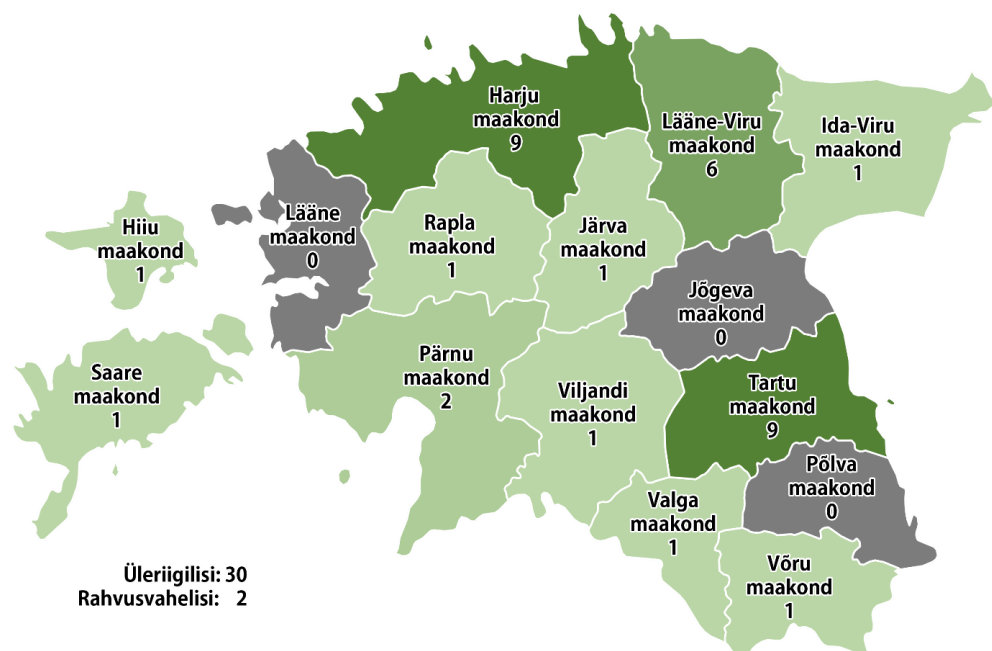 Harju
maakond
9
Lääne-Viru
maakond
6
Ida-Viru
maakond
1
Hiiu
maakond
1
Lääne
maakond
0
Rapla
maakond
1
Järva
maakond
1
Jõgeva
maakond
0
Saare
maakond
1
Pärnu
maakond
2
Viljandi
maakond
1
Tartu
maakond
9
Põlva
maakond
0
Valga
maakond
1
Võru
maakond
1
Üleriigilisi: 30
Rahvusvahelisi: 2